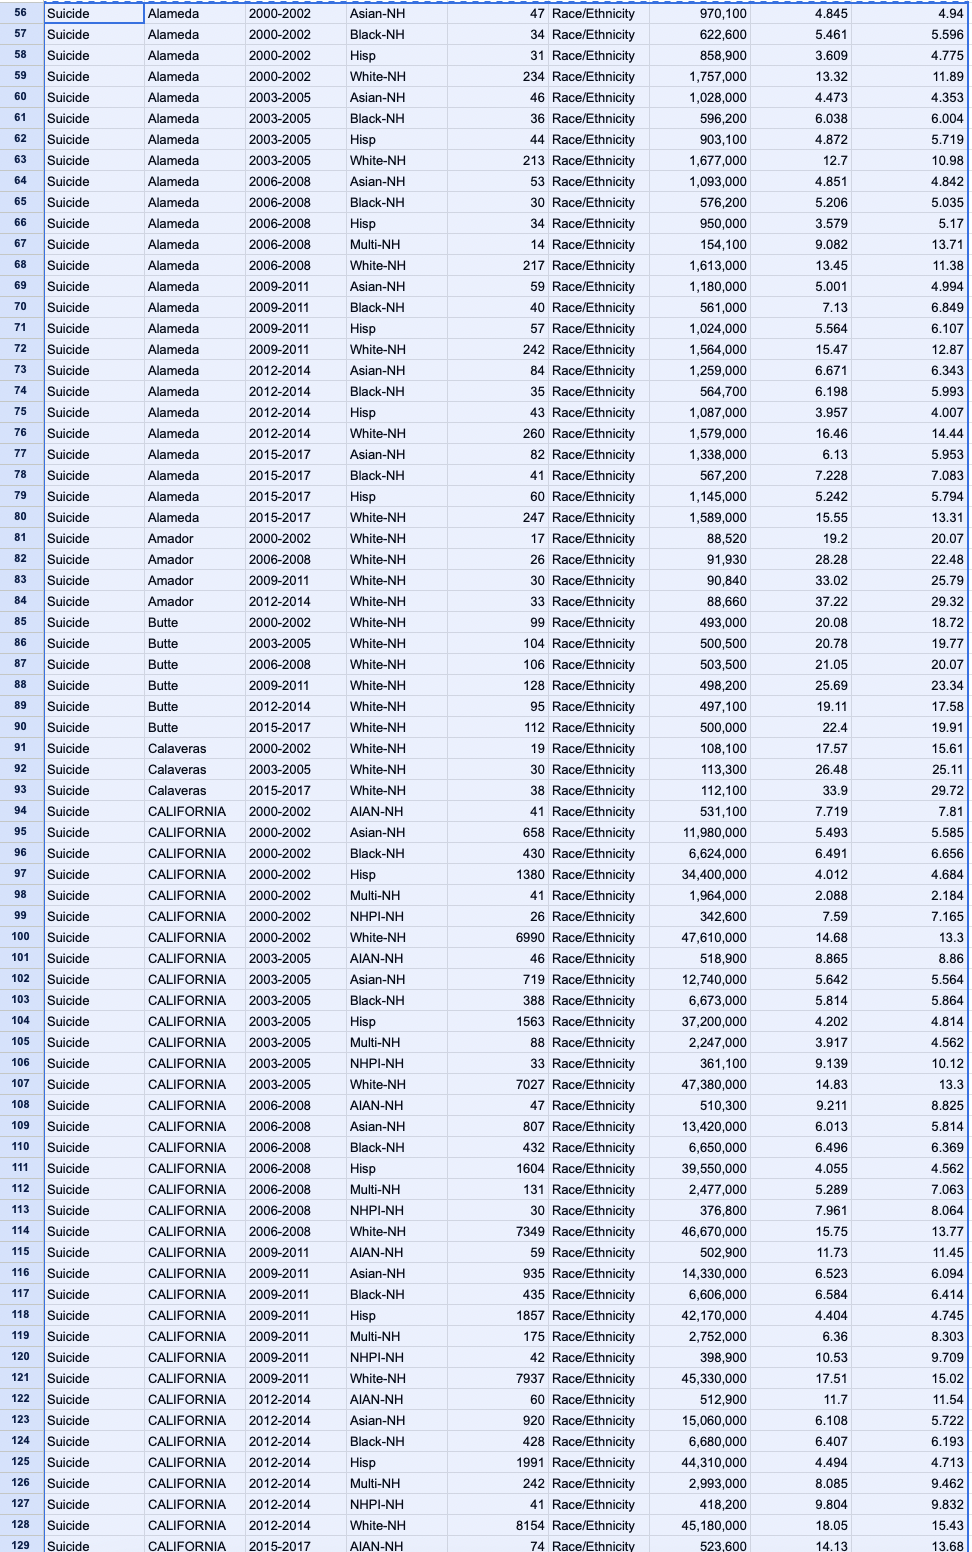 56 Suicide Alameda 2000-2002 Asian-NH 47 Race/Ethnicity 970,100 4.845 4.94
57 Suicide Alameda 2000-2002 Black-NH 34 Race/Ethnicity 622,600 5.461 5.596
58 Suicide Alameda 2000-2002 Hisp 31 Race/Ethnicity 858,900 3.609 4.775
59 Suicide Alameda 2000-2002 White-NH 234 Race/Ethnicity 1,757,000 13.32 11.89
60 Suicide Alameda 2003-2005 Asian-NH 46 Race/Ethnicity 1,028,000 4.473 4.353
61 Suicide Alameda 2003-2005 Black-NH 36 Race/Ethnicity 596,200 6.038 6.004
62 Suicide Alameda 2003-2005 Hisp 44 Race/Ethnicity 903,100 4.872 5.719
63 Suicide Alameda 2003-2005 White-NH 213 Race/Ethnicity 1,677,000 12.7 10.98
64 Suicide Alameda 2006-2008 Asian-NH 53 Race/Ethnicity 1,093,000 4.851 4.842
65 Suicide Alameda 2006-2008 Black-NH 30 Race/Ethnicity 576,200 5.206 5.035
66 Suicide Alameda 2006-2008 Hisp 34 Race/Ethnicity 950,000 3.579 5.17
67 Suicide Alameda 2006-2008 Multi-NH 14 Race/Ethnicity 154,100 9.082 13.71
68 Suicide Alameda 2006-2008 White-NH 217 Race/Ethnicity 1,613,000 13.45 11.38
69 Suicide Alameda 2009-2011 Asian-NH 59 Race/Ethnicity 1,180,000 5.001 4.994
70 Suicide Alameda 2009-2011 Black-NH 40 Race/Ethnicity 561,000 7.13 6.849
71 Suicide Alameda 2009-2011 Hisp 57 Race/Ethnicity 1,024,000 5.564 6.107
72 Suicide Alameda 2009-2011 White-NH 242 Race/Ethnicity 1,564,000 15.47 12.87
73 Suicide Alameda 2012-2014 Asian-NH 84 Race/Ethnicity 1,259,000 6.671 6.343
74 Suicide Alameda 2012-2014 Black-NH 35 Race/Ethnicity 564,700 6.198 5.993
75 Suicide Alameda 2012-2014 Hisp 43 Race/Ethnicity 1,087,000 3.957 4.007
76 Suicide Alameda 2012-2014 White-NH 260 Race/Ethnicity 1,579,000 16.46 14.44
77 Suicide Alameda 2015-2017 Asian-NH 82 Race/Ethnicity 1,338,000 6.13 5.953
78 Suicide Alameda 2015-2017 Black-NH 41 Race/Ethnicity 567,200 7.228 7.083
79 Suicide Alameda 2015-2017 Hisp 60 Race/Ethnicity 1,145,000 5.242 5.794
80 Suicide Alameda 2015-2017 White-NH 247 Race/Ethnicity 1,589,000 15.55 13.31
81 Suicide Amador 2000-2002 White-NH 17 Race/Ethnicity 88,520 19.2 20.07
82 Suicide Amador 2006-2008 White-NH 26 Race/Ethnicity 91,930 28.28 22.48
83 Suicide Amador 2009-2011 White-NH 30 Race/Ethnicity 90,840 33.02 25.79
84 Suicide Amador 2012-2014 White-NH 33 Race/Ethnicity 88,660 37.22 29.32
85 Suicide Butte 2000-2002 White-NH 99 Race/Ethnicity 493,000 20.08 18.72
86 Suicide Butte 2003-2005 White-NH 104 Race/Ethnicity 500,500 20.78 19.77
87 Suicide Butte 2006-2008 White-NH 106 Race/Ethnicity 503,500 21.05 20.07
88 Suicide Butte 2009-2011 White-NH 128 Race/Ethnicity 498,200 25.69 23.34
89 Suicide Butte 2012-2014 White-NH 95 Race/Ethnicity 497,100 19.11 17.58
90 Suicide Butte 2015-2017 White-NH 112 Race/Ethnicity 500,000 22.4 19.91
91 Suicide Calaveras 2000-2002 White-NH 19 Race/Ethnicity 108,100 17.57 15.61
92 Suicide Calaveras 2003-2005 White-NH 30 Race/Ethnicity 113,300 26.48 25.11
93 Suicide Calaveras 2015-2017 White-NH 38 Race/Ethnicity 112,100 33.9 29.72
94 Suicide CALIFORNIA 2000-2002 AIAN-NH 41 Race/Ethnicity 531,100 7.719 7.81
95 Suicide CALIFORNIA 2000-2002 Asian-NH 658 Race/Ethnicity 11,980,000 5.493 5.585
96 Suicide CALIFORNIA 2000-2002 Black-NH 430 Race/Ethnicity 6,624,000 6.491 6.656
97 Suicide CALIFORNIA 2000-2002 Hisp 1380 Race/Ethnicity 34,400,000 4.012 4.684
98 Suicide CALIFORNIA 2000-2002 Multi-NH 41 Race/Ethnicity 1,964,000 2.088 2.184
99 Suicide CALIFORNIA 2000-2002 NHPI-NH 26 Race/Ethnicity 342,600 7.59 7.165
100 Suicide CALIFORNIA 2000-2002 White-NH 6990 Race/Ethnicity 47,610,000 14.68 13.3
101 Suicide CALIFORNIA 2003-2005 AIAN-NH 46 Race/Ethnicity 518,900 8.865 8.86
102 Suicide CALIFORNIA 2003-2005 Asian-NH 719 Race/Ethnicity 12,740,000 5.642 5.564
103 Suicide CALIFORNIA 2003-2005 Black-NH 388 Race/Ethnicity 6,673,000 5.814 5.864
104 Suicide CALIFORNIA 2003-2005 Hisp 1563 Race/Ethnicity 37,200,000 4.202 4.814
105 Suicide CALIFORNIA 2003-2005 Multi-NH 88 Race/Ethnicity 2,247,000 3.917 4.562
106 Suicide CALIFORNIA 2003-2005 NHPI-NH 33 Race/Ethnicity 361,100 9.139 10.12
107 Suicide CALIFORNIA 2003-2005 White-NH 7027 Race/Ethnicity 47,380,000 14.83 13.3
108 Suicide CALIFORNIA 2006-2008 AIAN-NH 47 Race/Ethnicity 510,300 9.211 8.825
109 Suicide CALIFORNIA 2006-2008 Asian-NH 807 Race/Ethnicity 13,420,000 6.013 5.814
110 Suicide CALIFORNIA 2006-2008 Black-NH 432 Race/Ethnicity 6,650,000 6.496 6.369
111 Suicide CALIFORNIA 2006-2008 Hisp 1604 Race/Ethnicity 39,550,000 4.055 4.562
112 Suicide CALIFORNIA 2006-2008 Multi-NH 131 Race/Ethnicity 2,477,000 5.289 7.063
113 Suicide CALIFORNIA 2006-2008 NHPI-NH 30 Race/Ethnicity 376,800 7.961 8.064
114 Suicide CALIFORNIA 2006-2008 White-NH 7349 Race/Ethnicity 46,670,000 15.75 13.77
115 Suicide CALIFORNIA 2009-2011 AIAN-NH 59 Race/Ethnicity 502,900 11.73 11.45
116 Suicide CALIFORNIA 2009-2011 Asian-NH 935 Race/Ethnicity 14,330,000 6.523 6.094
117 Suicide CALIFORNIA 2009-2011 Black-NH 435 Race/Ethnicity 6,606,000 6.584 6.414
118 Suicide CALIFORNIA 2009-2011 Hisp 1857 Race/Ethnicity 42,170,000 4.404 4.745
119 Suicide CALIFORNIA 2009-2011 Multi-NH 175 Race/Ethnicity 2,752,000 6.36 8.303
120 Suicide CALIFORNIA 2009-2011 NHPI-NH 42 Race/Ethnicity 398,900 10.53 9.709
121 Suicide CALIFORNIA 2009-2011 White-NH 7937 Race/Ethnicity 45,330,000 17.51 15.02
122 Suicide CALIFORNIA 2012-2014 AIAN-NH 60 Race/Ethnicity 512,900 11.7 11.54
123 Suicide CALIFORNIA 2012-2014 Asian-NH 920 Race/Ethnicity 15,060,000 6.108 5.722
124 Suicide CALIFORNIA 2012-2014 Black-NH 428 Race/Ethnicity 6,680,000 6.407 6.193
125 Suicide CALIFORNIA 2012-2014 Hisp 1991 Race/Ethnicity 44,310,000 4.494 4.713
126 Suicide CALIFORNIA 2012-2014 Multi-NH 242 Race/Ethnicity 2,993,000 8.085 9.462
127 Suicide CALIFORNIA 2012-2014 NHPI-NH 41 Race/Ethnicity 418,200 9.804 9.832
128 Suicide CALIFORNIA 2012-2014 White-NH 8154 Race/Ethnicity 45,180,000 18.05 15.43
129 Suicide CALIFORNIA 2015-2017 AIAN-NH 74 Race/Ethnicity 523,600 14.13 13.68